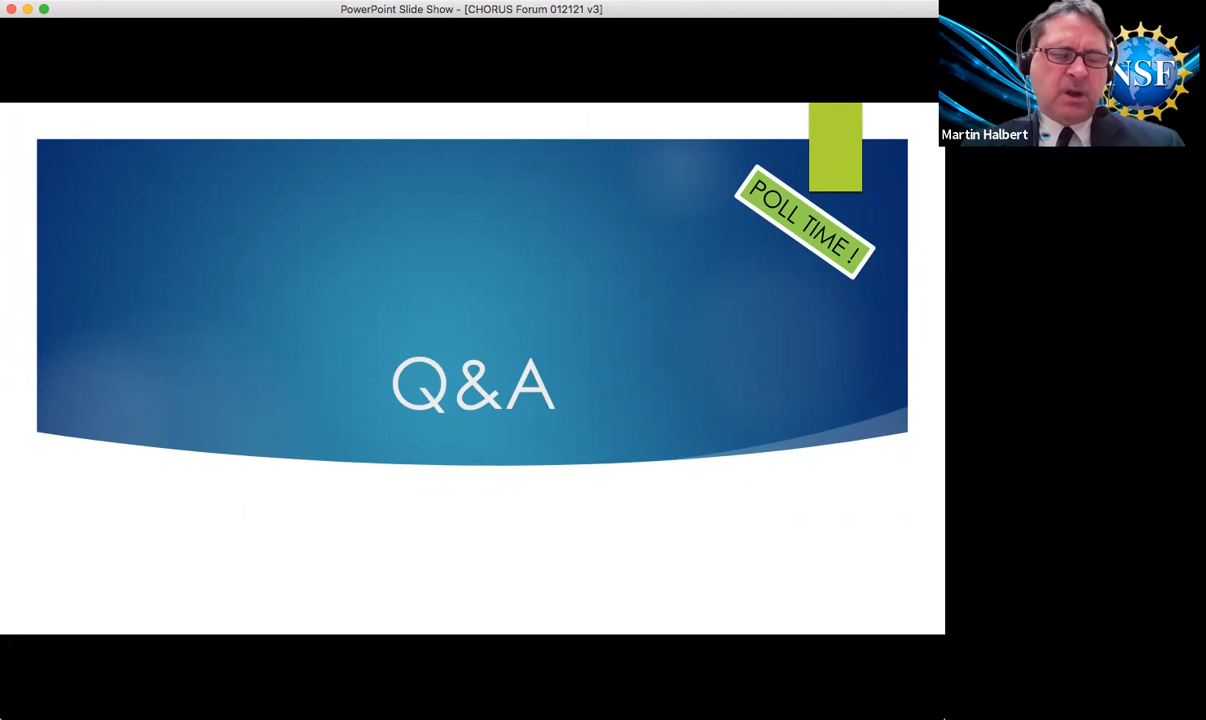 PowerPoint Slide Show - [CHORUS Forum 012121 v3]
NSF
Martin Halbert
POLL TIME !
Q&A